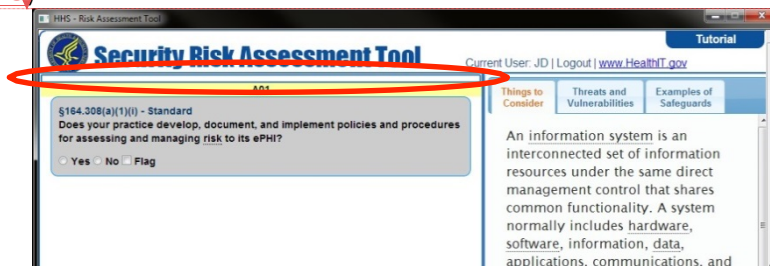 HHS - Risk Assessment Tool
Tutorial
Security Risk Assessment Tool
Current User: JD | Logout | www.HealthIT.gov
A01
§164.308(a)(1)(i) - Standard
Does your practice develop, document, and implement policies and procedures
for assessing and managing risk to its ePHI?
Yes No Flag
Things to
Consider
Threats and
Vulnerabilities
Examples of
Safeguards
An information system is an
interconnected set of information
resources under the same direct
management control that shares
common functionality. A system
normally includes hardware,
software, information, data,
applications, communications, and